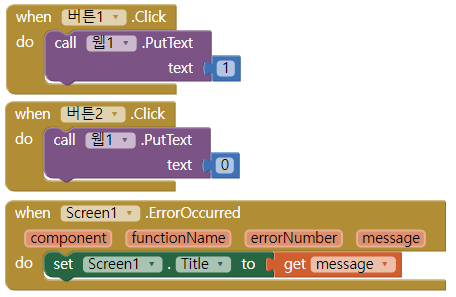 when 버튼1 .Click
do call 웹1 .PutText
text 1
when 버튼2 .Click
do call 웹1 .PutText
text 0
when Screen1 .ErrorOccurred
component functionName errorNumber message
do set Screen1 . Title to get message